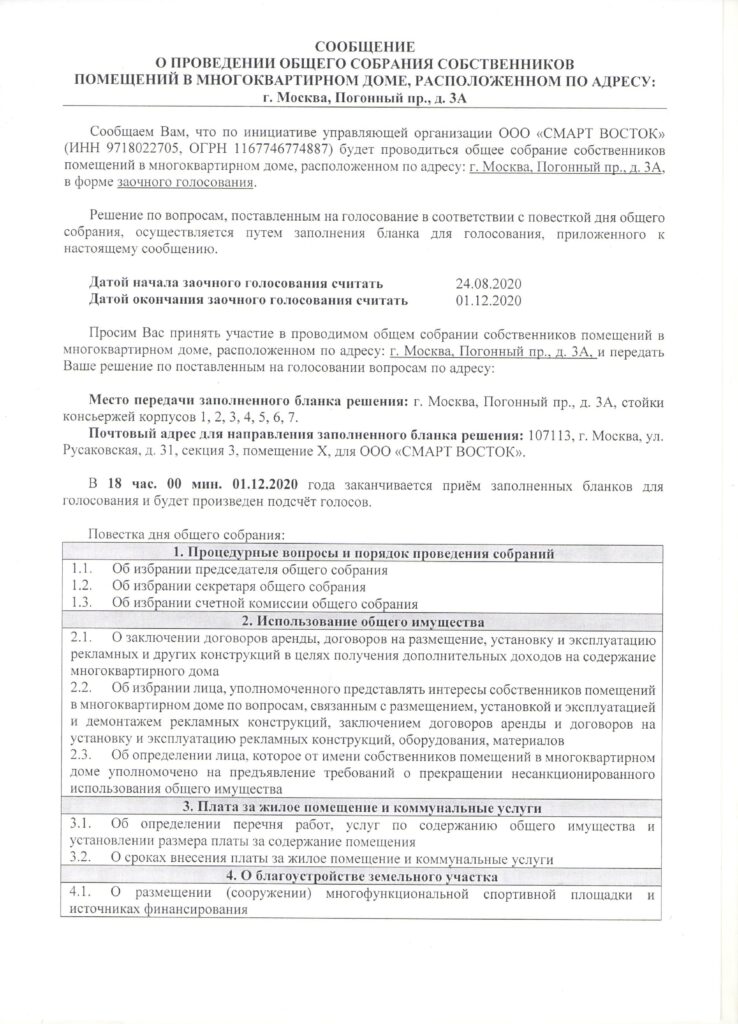 СООБЩЕНИЕ
О ПРОВЕДЕНИИ ОБЩЕГО СОБРАНИЯ СОБСТВЕННИКОВ
ПОМЕЩЕНИЙ В МНОГОКВАРТИРНОМ ДОМЕ, РАСПОЛОЖЕННОМ ПО АДРЕСУ:
г. Москва, Погонный пр., д. 3А
Сообщаем Вам, что по инициативе управляющей организации ООО «СМАРТ ВОСТОК»
(ИНН 9718022705, ОГРН 1167746774887) будет проводиться общее собрание собственников
помещений в многоквартирном доме, расположенном по адресу: г. Москва, Погонный пр., д. 3А,
в форме заочного голосования.
Решение по вопросам, поставленным на голосование в соответствии с повесткой дня общего
собрания, осуществляется путем заполнения бланка для голосования, приложенного к
настоящему сообщению.
Датой начала заочного голосования считать 24.08.2020
Датой окончания заочного голосования считать 01.12.2020
Просим Вас принять участие в проводимом общем собрании собственников помещений в
многоквартирном доме, расположенном по адресу: г. Москва, Погонный пр., д. 3А, и передать
Ваше решение по поставленным на голосовании вопросам по адресу:
Место передачи заполненного бланка решения: г. Москва, Погонный пр., д. 3А, стойки
консьержей корпусов 1, 2, 3, 4, 5, 6, 7.
Почтовый адрес для направления заполненного бланка решения: 107113, г. Москва, ул.
Русаковская, д. 31, секция 3, помещение X, для ООО «СМАРТ ВОСТОК».
В 18 час. 00 мин. 01.12.2020 года заканчивается приём заполненных бланков для
голосования и будет произведен подсчёт голосов.
Повестка дня общего собрания:
1. Процедурные вопросы и порядок проведения собраний
1.1. Об избрании председателя общего собрания
1.2. Об избрании секретаря общего собрания
1.3. Об избрании счетной комиссии общего собрания
2. Использование общего имущества
2.1. О заключении договоров аренды, договоров на размещение, установку и эксплуатацию
рекламных и других конструкций в целях получения дополнительных доходов на содержание
многоквартирного дома
2.2. Об избрании лица, уполномоченного представлять интересы собственников помещений
в многоквартирном доме по вопросам, связанным с размещением, установкой и эксплуатацией
и демонтажем рекламных конструкций, заключением договоров аренды и договоров на
установку и эксплуатацию рекламных конструкций, оборудования, материалов
2.3. Об определении лица, которое от имени собственников помещений в многоквартирном
доме уполномочено на предъявление требований о прекращении несанкционированного
использования общего имущества
3. Плата за жилое помещение и коммунальные услуги
3.1. Об определении перечня работ, услуг по содержанию общего имущества и
установлении размера платы за содержание помещения
3.2. О сроках внесения платы за жилое помещение и коммунальные услуги
4. О благоустройстве земельного участка
4.1. О размещении (сооружении) многофункциональной спортивной площадки и
источниках финансирования